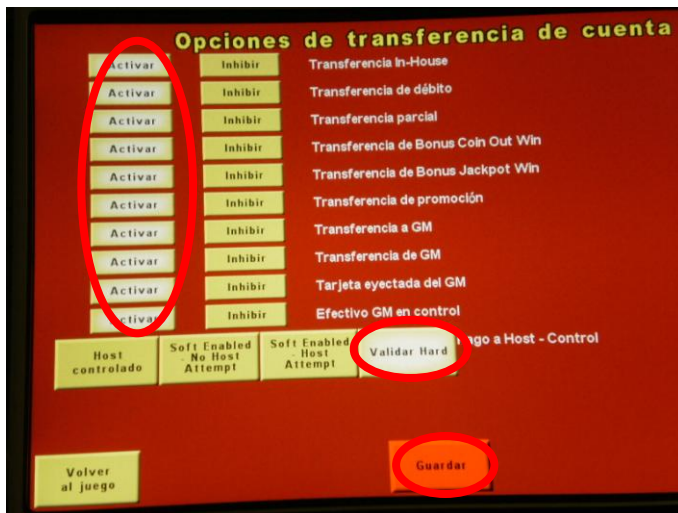 Opciones de transferencia de cuenta
Activar Inhibir Transferencia In-House
Activar Inhibir Transferencia de débito
Activar Inhibir Transferencia parcial
Activar Inhibir Transferencia de Bonus Coin Out Win
Activar Inhibir Transferencia de Bonus Jackpot Win
Activar Inhibir Transferencia de promoción
Activar Inhibir Transferencia a GM
Activar Inhibir Transferencia de GM
Activar Inhibir Tarjeta eyectada del GM
Activar Inhibir Efectivo GM en control
Host
controlado
Soft Enabled
- No Host
Attempt
Soft Enabled
- Host
Attempt
Validar Hard
ago a Host - Control
Volver
al juego
Guardar